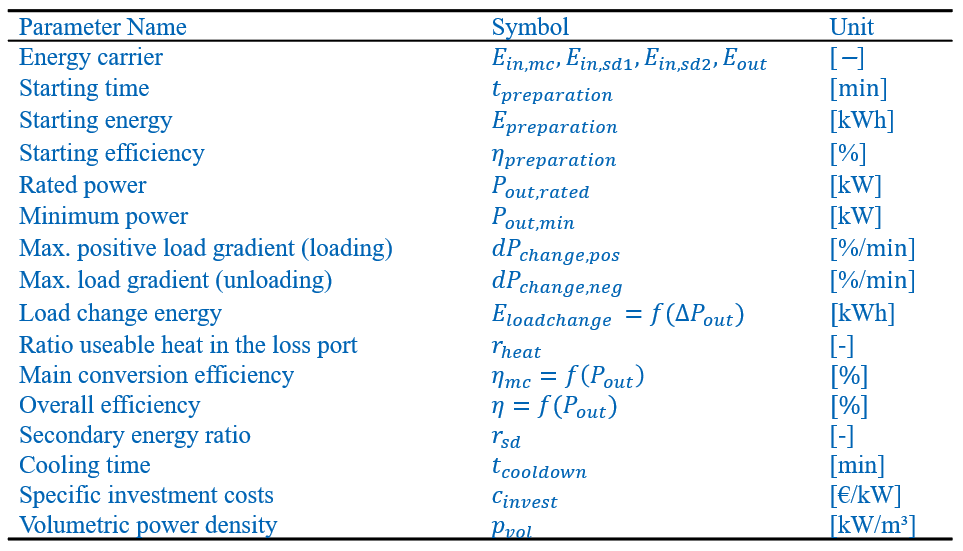 Parameter Name Symbol Unit
Energy carrier E_{in,mc}, E_{in,sd1}, E_{in,sd2}, E_{out} [−]
Starting time t_{preparation} [min]
Starting energy E_{preparation} [kWh]
Starting efficiency η_{preparation} [%]
Rated power P_{out,rated} [kW]
Minimum power P_{out,min} [kW]
Max. positive load gradient (loading) dP_{change,pos} [%/min]
Max. load gradient (unloading) dP_{change,neg} [%/min]
Load change energy E_{loadchange} = f(ΔP_{out}) [kWh]
Ratio useable heat in the loss port r_{heat} [-]
Main conversion efficiency η_{mc} = f(P_{out}) [%]
Overall efficiency η = f(P_{out}) [%]
Secondary energy ratio r_{sd} [-]
Cooling time t_{cooldown} [min]
Specific investment costs c_{invest} [€/kW]
Volumetric power density p_{vol} [kW/m³]